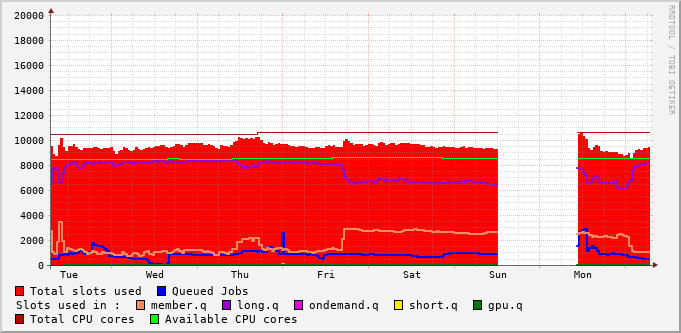 RRDTOOL / TOBI OETIKER
20000
18000
16000
14000
12000
10000
8000
6000
4000
2000
0
Tue Wed Thu Fri Sat Sun Mon
Total slots used Queued Jobs
Slots used in : member.q long.q ondemand.q short.q gpu.q
Total CPU cores Available CPU cores